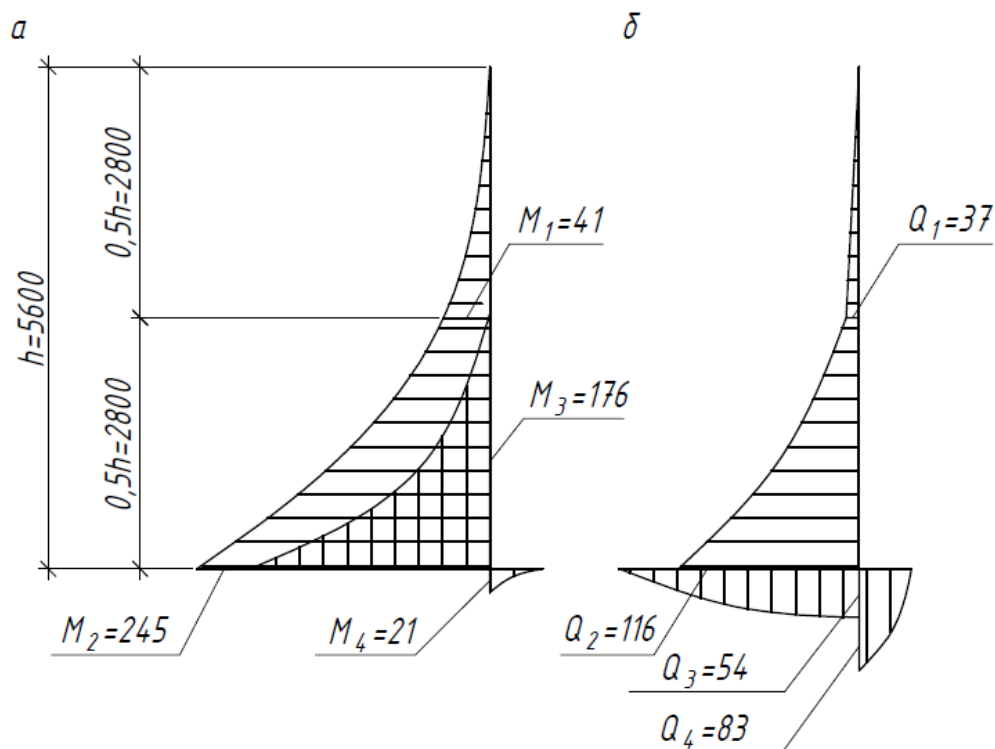 а
б
h=5600
0,5h=2800
0,5h=2800
M₁=41
M₃=176
M₂=245
M₄=21
Q₁=37
Q₂=116
Q₃=54
Q₄=83